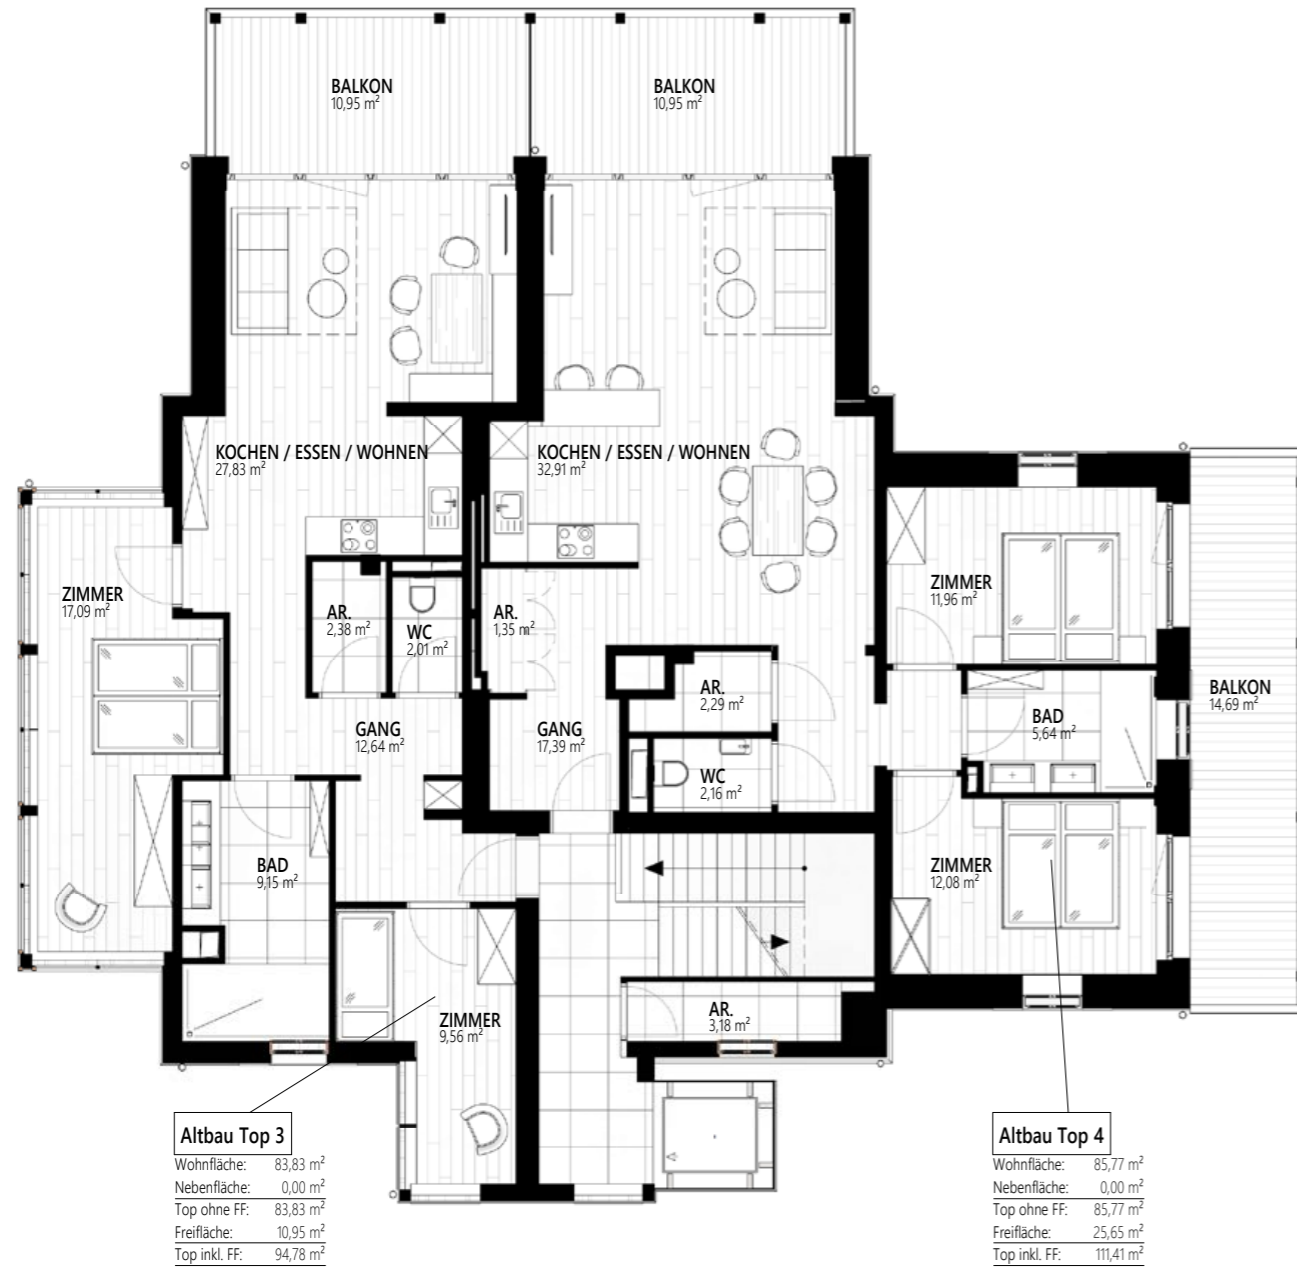 BALKON
10,95 m²
BALKON
10,95 m²
KOCHEN / ESSEN / WOHNEN
27,83 m²
KOCHEN / ESSEN / WOHNEN
32,91 m²
ZIMMER
17,09 m²
AR.
2,38 m²
WC
2,01 m²
AR.
1,35 m²
ZIMMER
11,96 m²
AR.
2,29 m²
BALKON
14,69 m²
BAD
5,64 m²
GANG
12,64 m²
GANG
17,39 m²
WC
2,16 m²
BAD
9,15 m²
ZIMMER
12,08 m²
ZIMMER
9,56 m²
AR.
3,18 m²
Altbau Top 3
Wohnfläche: 83,83 m²
Nebenfläche: 0,00 m²
Top ohne FF: 83,83 m²
Freifläche: 10,95 m²
Top inkl. FF: 94,78 m²
Altbau Top 4
Wohnfläche: 85,77 m²
Nebenfläche: 0,00 m²
Top ohne FF: 85,77 m²
Freifläche: 25,65 m²
Top inkl. FF: 111,41 m²